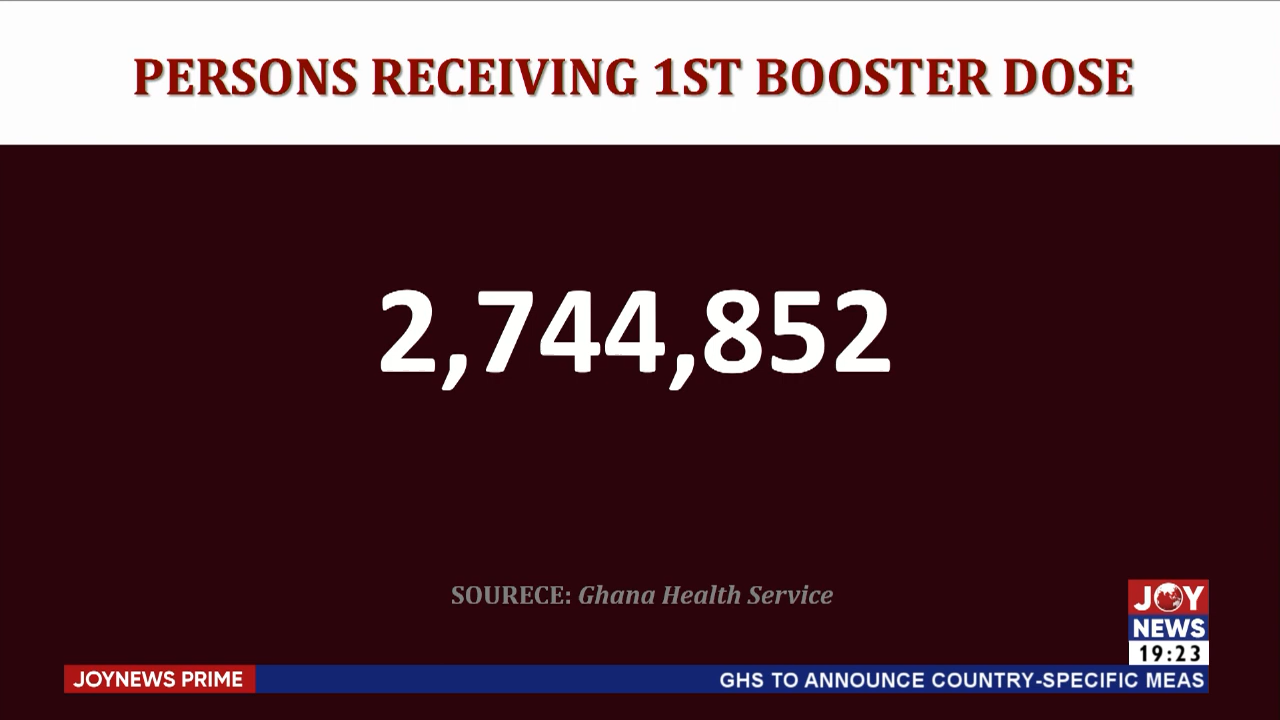 PERSONS RECEIVING 1ST BOOSTER DOSE
2,744,852
SOURECE: Ghana Health Service
JOY
NEWS
19:23
JOYNEWS PRIME
GHS TO ANNOUNCE COUNTRY-SPECIFIC MEAS